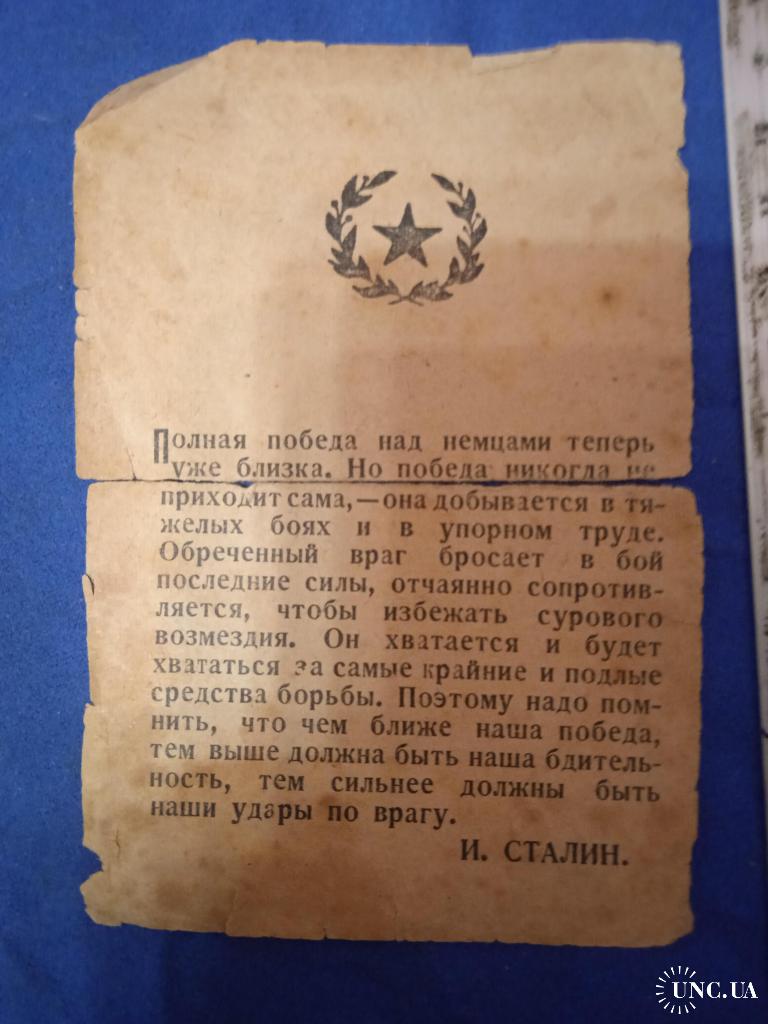 Полная победа над немцами теперь
уже близка. Но победа никогда не
приходит сама,—она добывается в тя-
желых боях и в упорном труде.
Обреченный враг бросает в бой
последние силы, отчаянно сопротив-
ляется, чтобы избежать сурового
возмездия. Он хватается и будет
хвататься за самые крайние и подлые
средства борьбы. Поэтому надо пом-
нить, что чем ближе наша победа,
тем выше должна быть наша бдитель-
ность, тем сильнее должны быть
наши удары по врагу.
И. СТАЛИН.
UNC.UA